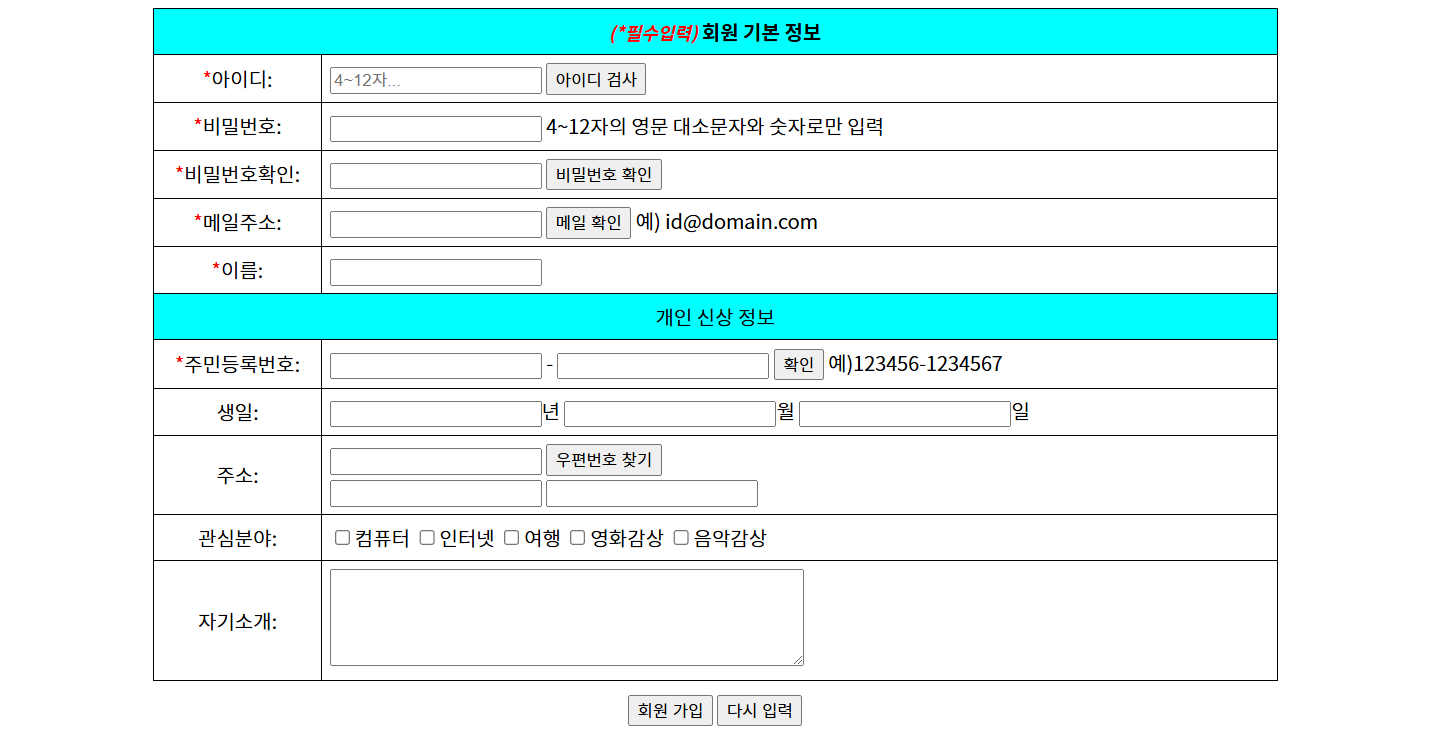 (*필수입력) 회원 기본 정보
*아이디: 4~12자... 아이디 검사
*비밀번호: 4~12자의 영문 대소문자와 숫자로만 입력
*비밀번호확인: 비밀번호 확인
*메일주소: 메일 확인 예) id@domain.com
*이름:
개인 신상 정보
*주민등록번호: - 확인 예)123456-1234567
생일: 년 월 일
주소: 우편번호 찾기
관심분야: 컴퓨터 인터넷 여행 영화감상 음악감상
자기소개:
회원 가입 다시 입력